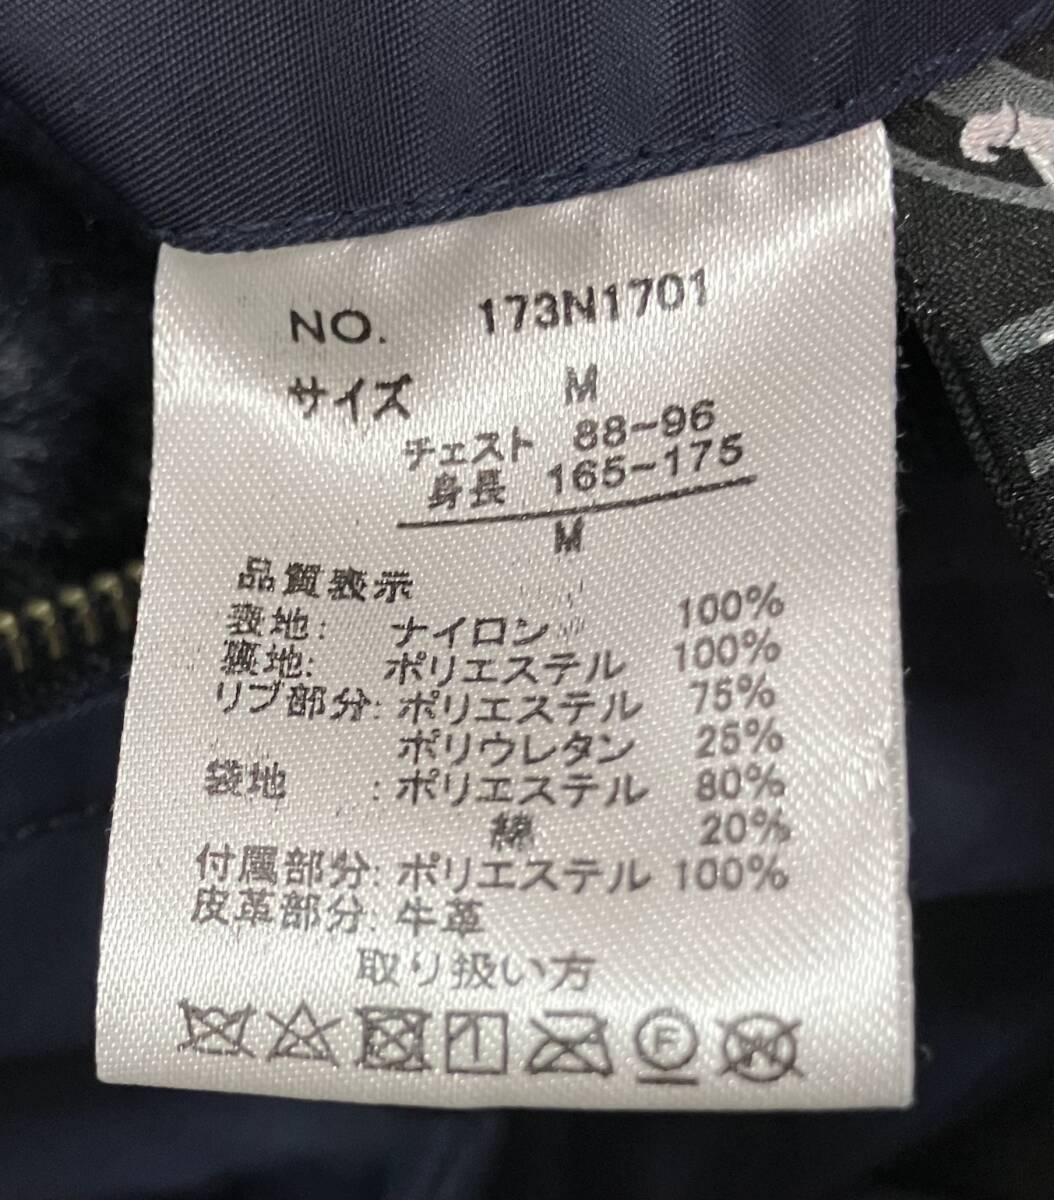 NO. 173N1701
サイズ M
チェスト 88-96
身長 165-175
M
品質表示
表地: ナイロン 100%
裏地: ポリエステル 100%
リブ部分: ポリエステル 75%
ポリウレタン 25%
袋地 : ポリエステル 80%
綿 20%
付属部分: ポリエステル 100%
皮革部分: 牛革
取り扱い方
F W